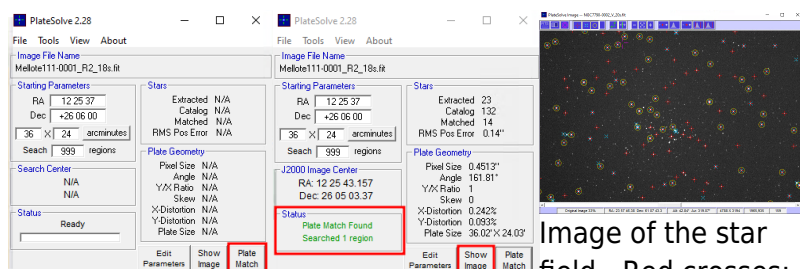 PlateSolve 2.28
File Tools View About
Image File Name
Mellote111-0001_R2_18s.fit
Starting Parameters
RA 12 25 37
Dec +26 06 00
36 X 24 arcminutes
Seach 999 regions
Search Center
N/A
N/A
Status
Ready
Stars
Extracted N/A
Catalog N/A
Matched N/A
RMS Pos Error N/A
Plate Geometry
Pixel Size N/A
Angle N/A
Y/X Ratio N/A
Skew N/A
X-Distortion N/A
Y-Distortion N/A
Plate Size N/A
Edit Parameters
Show Image
Plate Match
PlateSolve 2.28
File Tools View About
Image File Name
Mellote111-0001_R2_18s.fit
Starting Parameters
RA 12 25 37
Dec +26 06 00
36 X 24 arcminutes
Seach 999 regions
J2000 Image Center
RA: 12 25 43.157
Dec: 26 05 03.37
Status
Plate Match Found
Searched 1 region
Stars
Extracted 23
Catalog 132
Matched 14
RMS Pos Error 0.14"
Plate Geometry
Pixel Size 0.4513"
Angle 161.81°
Y/X Ratio 1
Skew 0
X-Distortion 0.242%
Y-Distortion 0.093%
Plate Size 36.02' X 24.03'
Edit Parameters
Show Image
Plate Match
Image of the star
field. Red crosses: